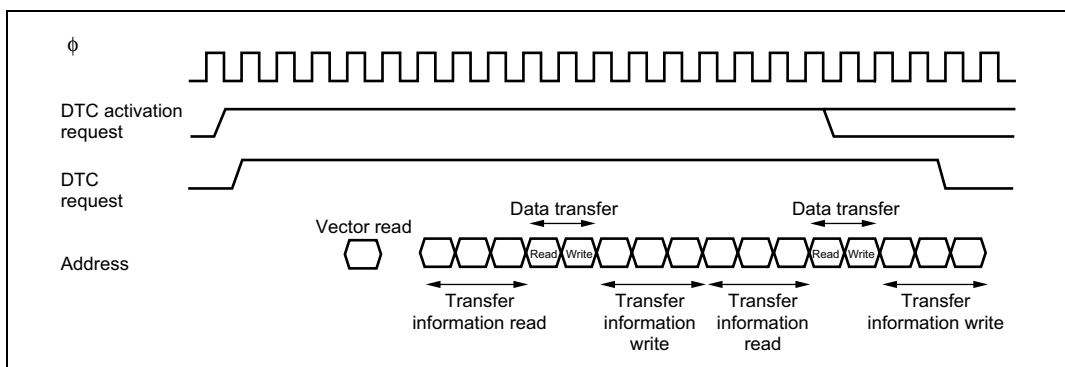 ϕ
DTC activation
request
DTC
request
Data transfer
Data transfer
Vector read
Address
Read
Write
Read
Write
Transfer
information read
Transfer
information
write
Transfer
information
read
Transfer
information write